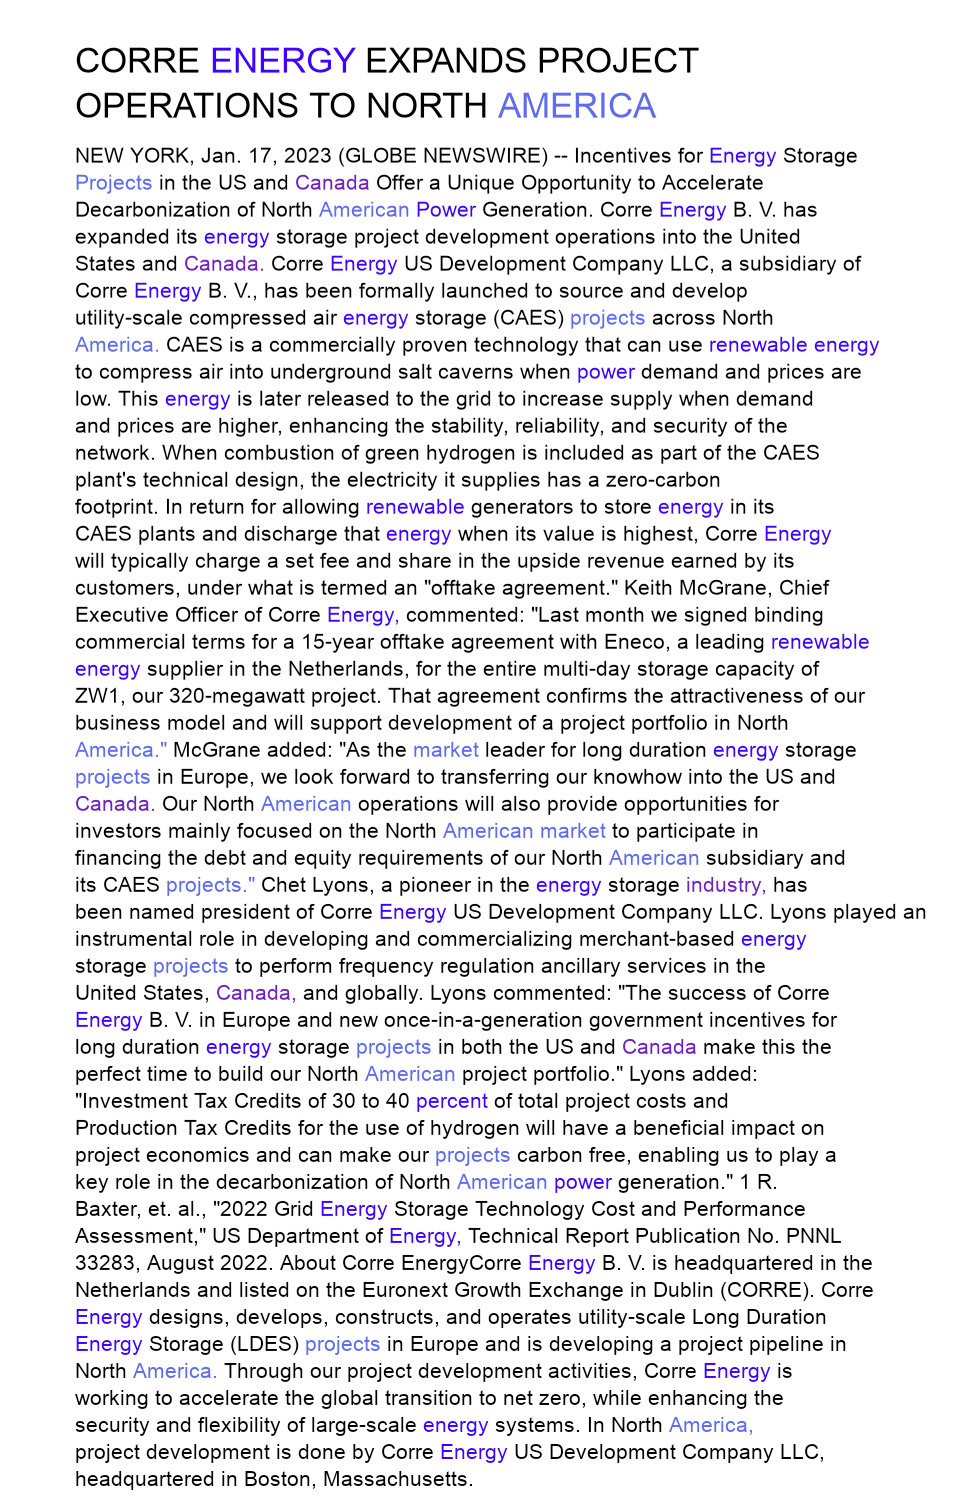 CORRE ENERGY EXPANDS PROJECT
OPERATIONS TO NORTH AMERICA
NEW YORK, Jan. 17, 2023 (GLOBE NEWSWIRE) -- Incentives for Energy Storage
Projects in the US and Canada Offer a Unique Opportunity to Accelerate
Decarbonization of North American Power Generation. Corre Energy B. V. has
expanded its energy storage project development operations into the United
States and Canada. Corre Energy US Development Company LLC, a subsidiary of
Corre Energy B. V., has been formally launched to source and develop
utility-scale compressed air energy storage (CAES) projects across North
America. CAES is a commercially proven technology that can use renewable energy
to compress air into underground salt caverns when power demand and prices are
low. This energy is later released to the grid to increase supply when demand
and prices are higher, enhancing the stability, reliability, and security of the
network. When combustion of green hydrogen is included as part of the CAES
plant's technical design, the electricity it supplies has a zero-carbon
footprint. In return for allowing renewable generators to store energy in its
CAES plants and discharge that energy when its value is highest, Corre Energy
will typically charge a set fee and share in the upside revenue earned by its
customers, under what is termed an "offtake agreement." Keith McGrane, Chief
Executive Officer of Corre Energy, commented: "Last month we signed binding
commercial terms for a 15-year offtake agreement with Eneco, a leading renewable
energy supplier in the Netherlands, for the entire multi-day storage capacity of
ZW1, our 320-megawatt project. That agreement confirms the attractiveness of our
business model and will support development of a project portfolio in North
America." McGrane added: "As the market leader for long duration energy storage
projects in Europe, we look forward to transferring our knowhow into the US and
Canada. Our North American operations will also provide opportunities for
investors mainly focused on the North American market to participate in
financing the debt and equity requirements of our North American subsidiary and
its CAES projects." Chet Lyons, a pioneer in the energy storage industry, has
been named president of Corre Energy US Development Company LLC. Lyons played an
instrumental role in developing and commercializing merchant-based energy
storage projects to perform frequency regulation ancillary services in the
United States, Canada, and globally. Lyons commented: "The success of Corre
Energy B. V. in Europe and new once-in-a-generation government incentives for
long duration energy storage projects in both the US and Canada make this the
perfect time to build our North American project portfolio." Lyons added:
"Investment Tax Credits of 30 to 40 percent of total project costs and
Production Tax Credits for the use of hydrogen will have a beneficial impact on
project economics and can make our projects carbon free, enabling us to play a
key role in the decarbonization of North American power generation." 1 R.
Baxter, et. al., "2022 Grid Energy Storage Technology Cost and Performance
Assessment," US Department of Energy, Technical Report Publication No. PNNL
33283, August 2022. About Corre EnergyCorre Energy B. V. is headquartered in the
Netherlands and listed on the Euronext Growth Exchange in Dublin (CORRE). Corre
Energy designs, develops, constructs, and operates utility-scale Long Duration
Energy Storage (LDES) projects in Europe and is developing a project pipeline in
North America. Through our project development activities, Corre Energy is
working to accelerate the global transition to net zero, while enhancing the
security and flexibility of large-scale energy systems. In North America,
project development is done by Corre Energy US Development Company LLC,
headquartered in Boston, Massachusetts.